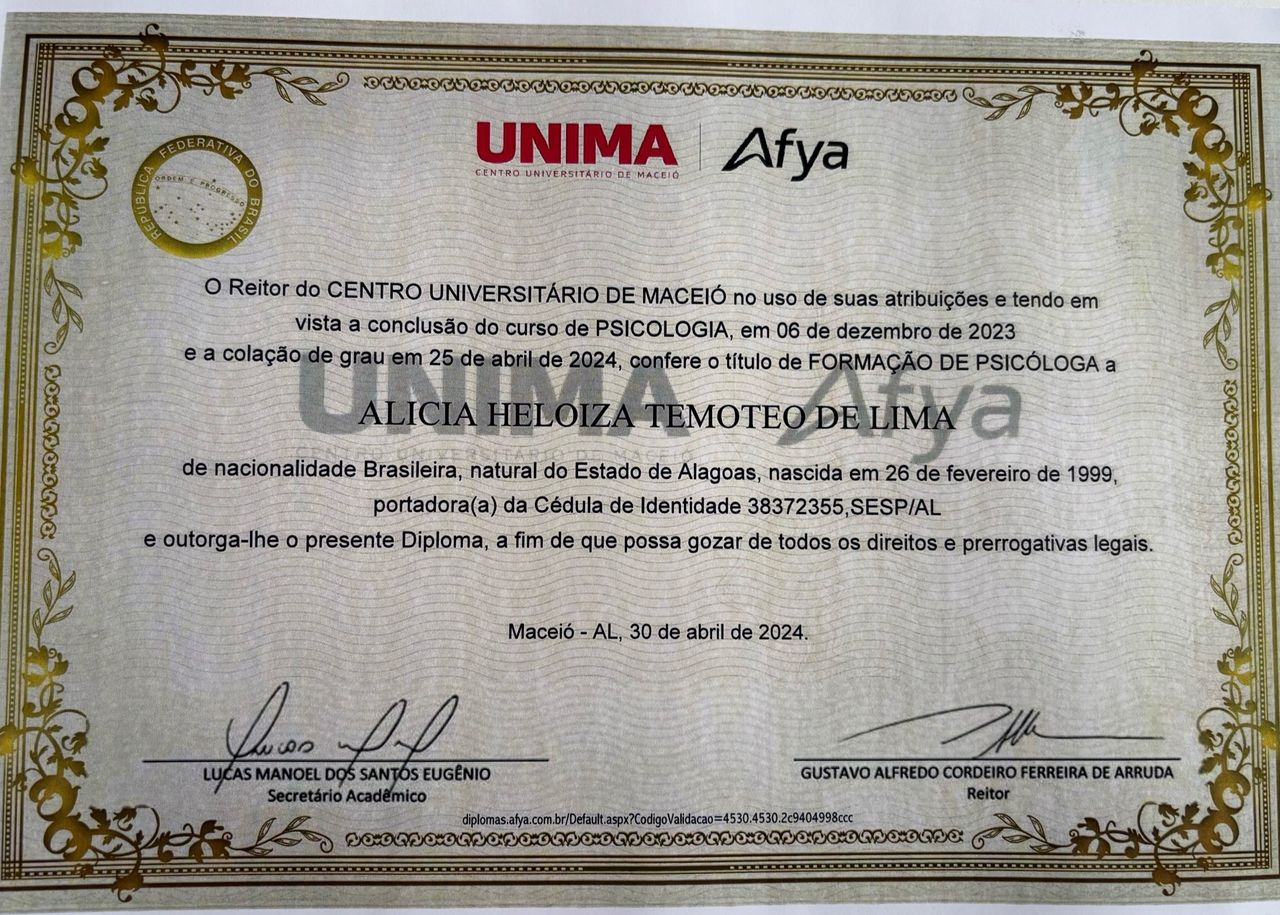 UNIMA Afya
CENTRO UNIVERSITÁRIO DE MACEIÓ
REPÚBLICA FEDERATIVA DO BRASIL
ORDEM E PROGRESSO
O Reitor do CENTRO UNIVERSITÁRIO DE MACEIÓ no uso de suas atribuições e tendo em
vista a conclusão do curso de PSICOLOGIA, em 06 de dezembro de 2023
e a colação de grau em 25 de abril de 2024, confere o título de FORMAÇÃO DE PSICÓLOGA a
UNIMA Afya
ALICIA HELOIZA TEMOTEO DE LIMA
CENTRO UNIVERSITÁRIO DE MACEIÓ
de nacionalidade Brasileira, natural do Estado de Alagoas, nascida em 26 de fevereiro de 1999,
portadora(a) da Cédula de Identidade 38372355,SESP/AL
e outorga-lhe o presente Diploma, a fim de que possa gozar de todos os direitos e prerrogativas legais.
Maceió - AL, 30 de abril de 2024.
LUCAS MANOEL DOS SANTOS EUGÊNIO
Secretário Acadêmico
GUSTAVO ALFREDO CORDEIRO FERREIRA DE ARRUDA
Reitor
diplomas.afya.com.br/Default.aspx?CodigoValidacao=4530.4530.2c9404998ccc